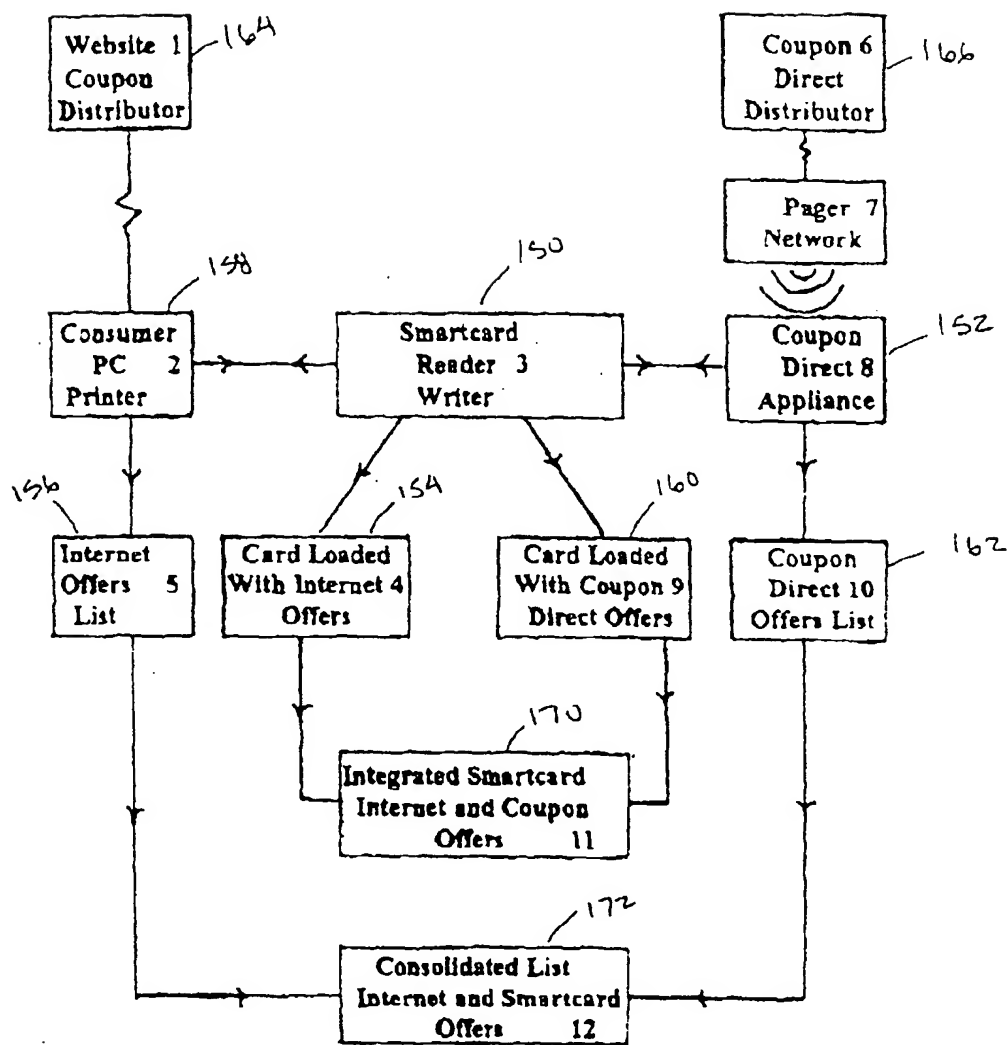 Website 1
Coupon
Distributor
164
Coupon 6
Direct
Distributor
166
Pager 7
Network
158
150
152
Consumer
PC 2
Printer
Smartcard
Reader 3
Writer
Coupon
Direct 8
Appliance
156
154
160
162
Internet
Offers 5
List
Card Loaded
With Internet 4
Offers
Card Loaded
With Coupon 9
Direct Offers
Coupon
Direct 10
Offers List
170
Integrated Smartcard
Internet and Coupon
Offers 11
172
Consolidated List
Internet and Smartcard
Offers 12